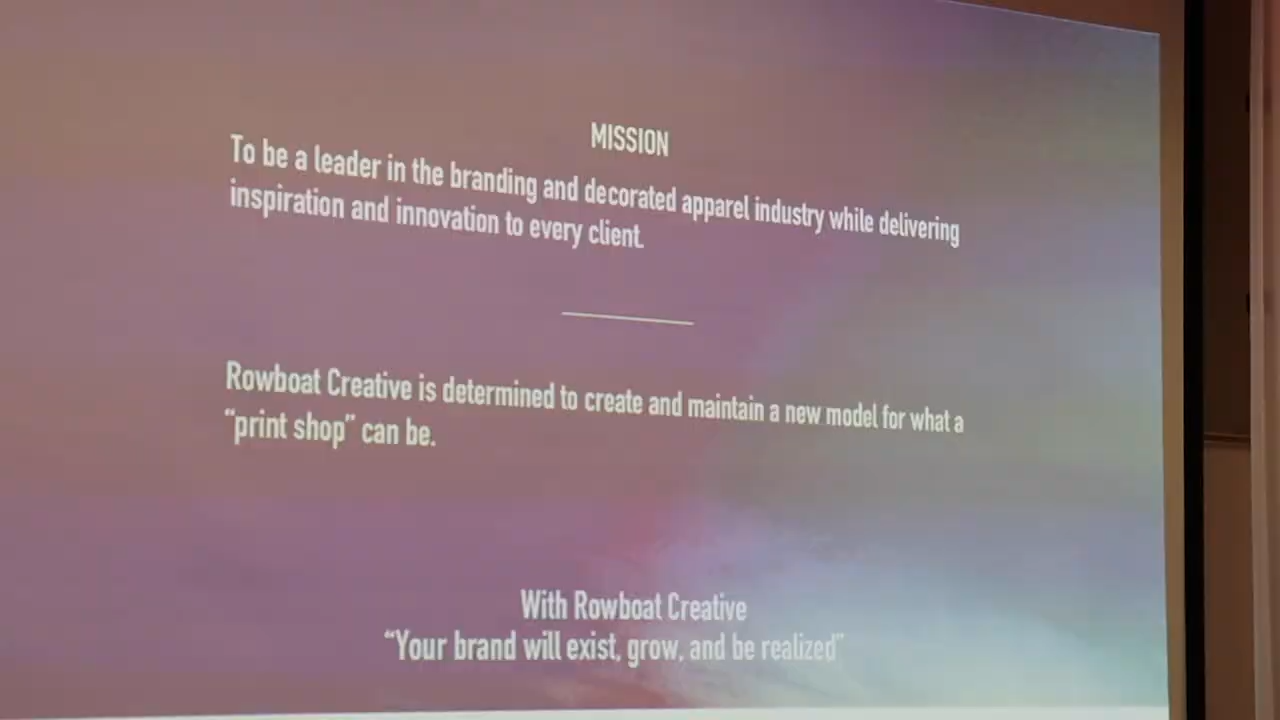 MISSION
To be a leader in the branding and decorated apparel industry while delivering
inspiration and innovation to every client.
Rowboat Creative is determined to create and maintain a new model for what a
“print shop” can be.
With Rowboat Creative
“Your brand will exist, grow, and be realized”